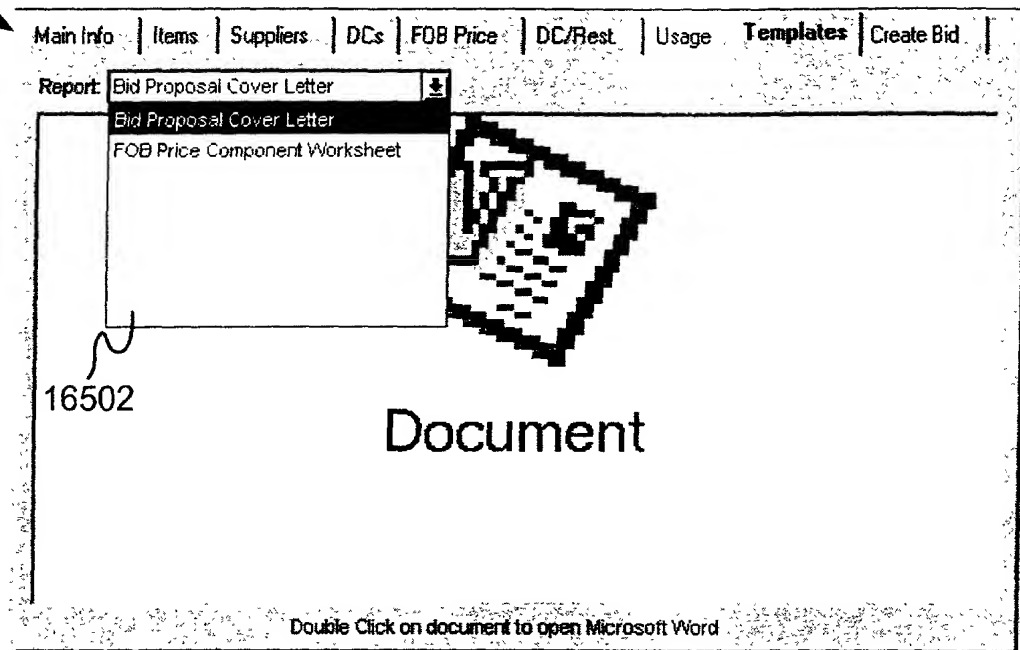 Main Info Items Suppliers DCs FOB Price DC/Rest. Usage Templates Create Bid
Report: Bid Proposal Cover Letter
Bid Proposal Cover Letter
FOB Price Component Worksheet
16502
Document
Double Click on document to open Microsoft Word